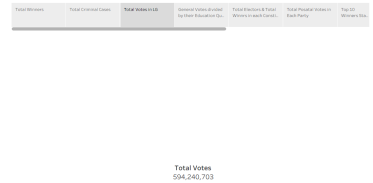 Total Winners
Total Criminal Cases
Total Votes in LS
General Votes divided
by their Education Qu..
Total Electors & Total
Winners in each Const..
Total Postal Votes in
Each Party
Top 10
Winners Sta..
Total Votes
594,240,703